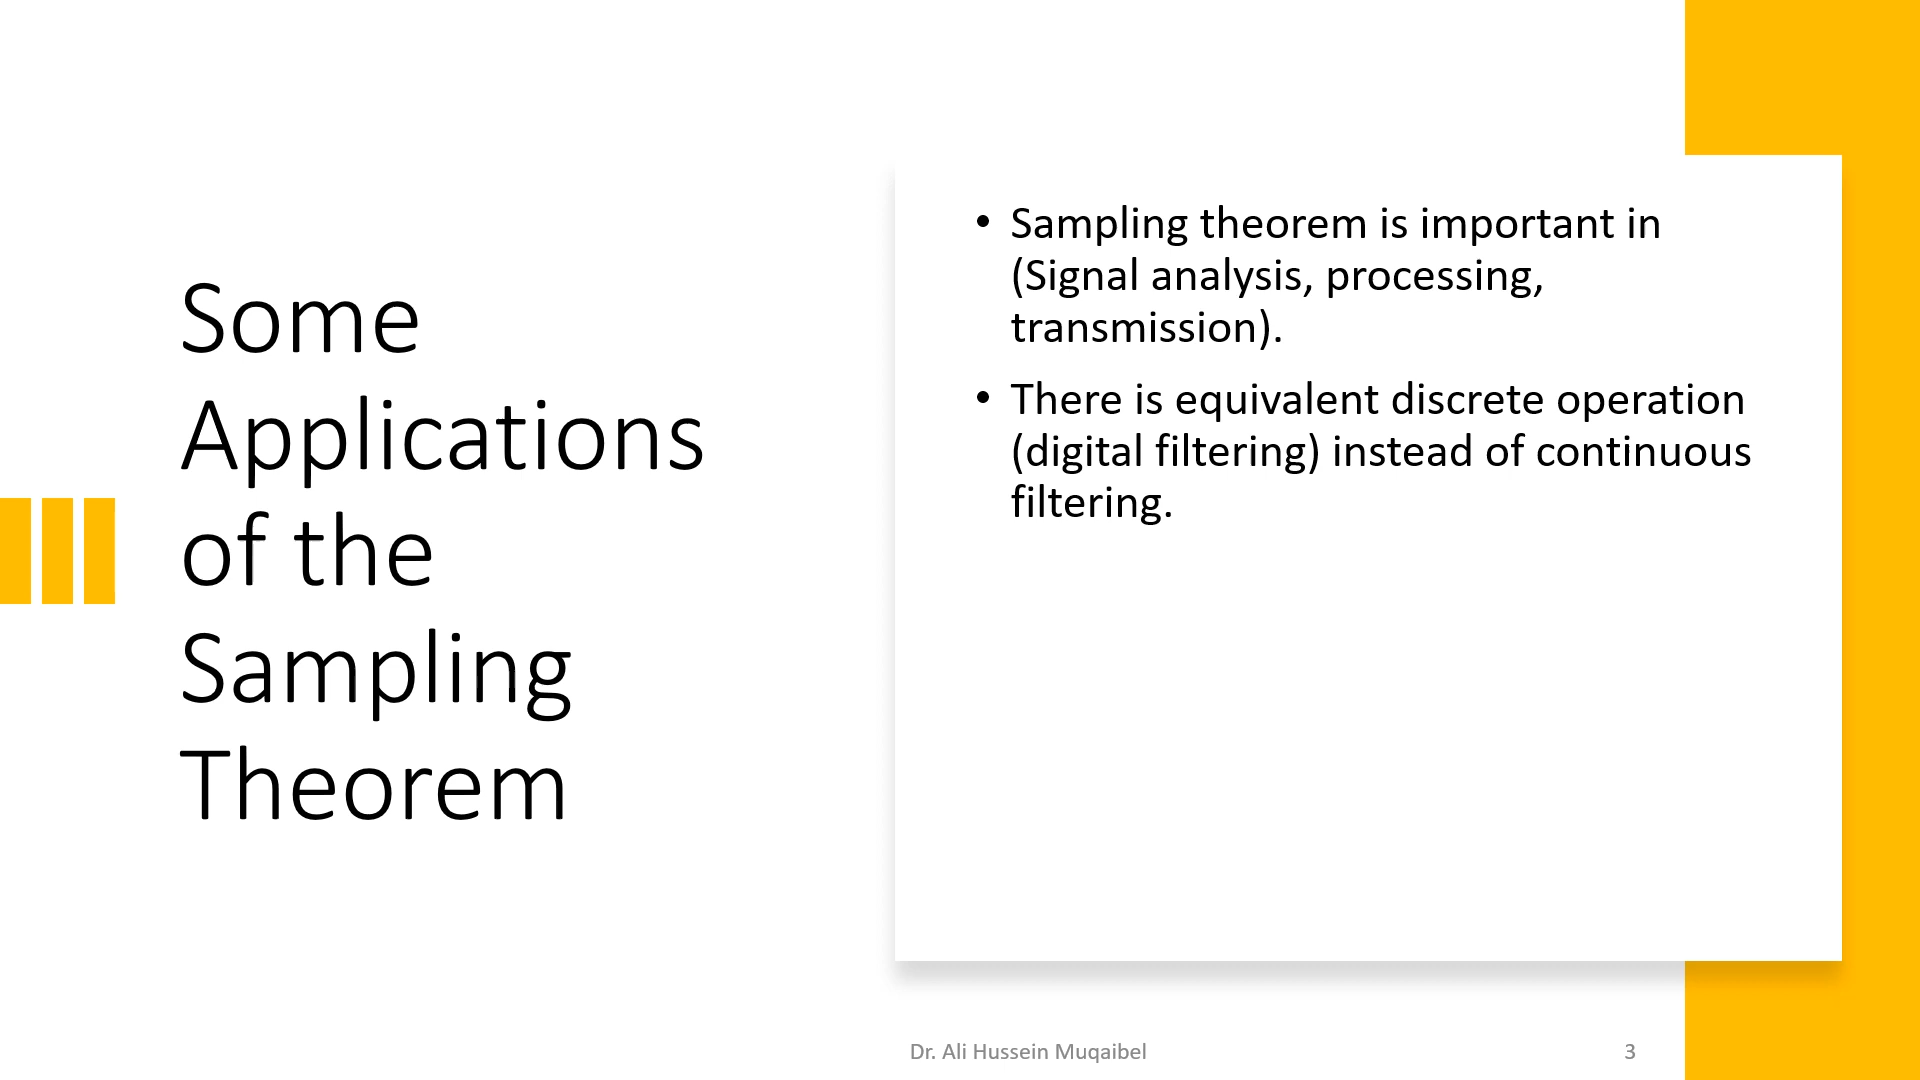 Some
Applications
of the
Sampling
Theorem
• Sampling theorem is important in
(Signal analysis, processing,
transmission).
• There is equivalent discrete operation
(digital filtering) instead of continuous
filtering.
Dr. Ali Hussein Muqaibel
3